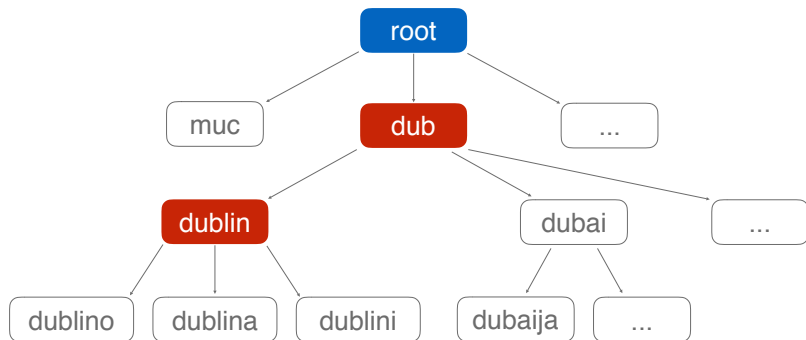 root
muc
dub
...
dublin
dubai
...
dublino
dublina
dublini
dubaija
...